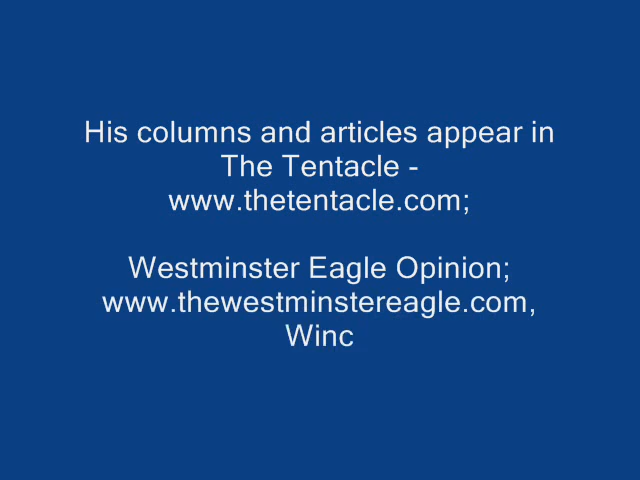 His columns and articles appear in
The Tentacle -
www.thetentacle.com;
Westminster Eagle Opinion;
www.thewestminstereagle.com,
Winc